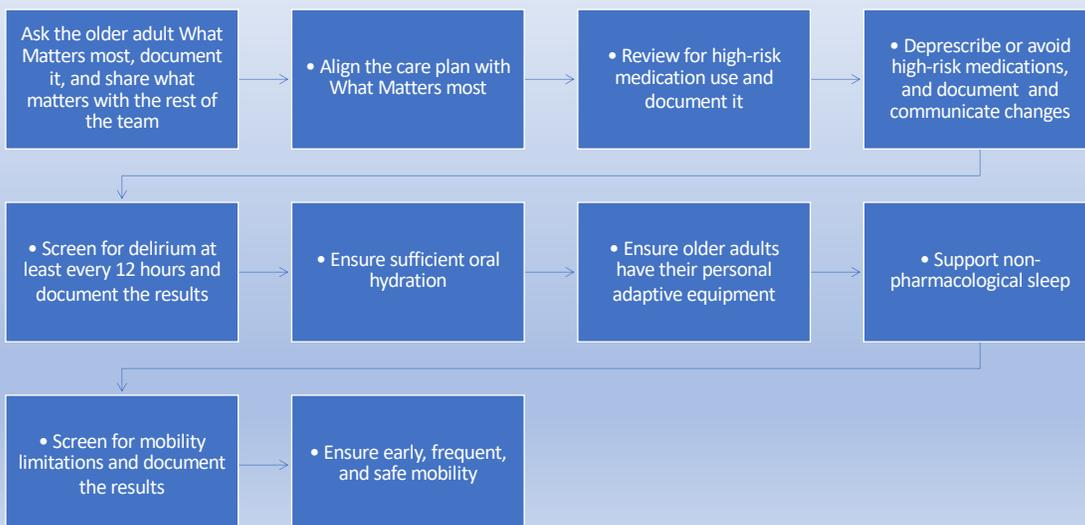 Ask the older adult What
Matters most, document
it, and share what
matters with the rest of
the team
• Align the care plan with
What Matters most
• Review for high-risk
medication use and
document it
• Deprescribe or avoid
high-risk medications,
and document and
communicate changes
• Screen for delirium at
least every 12 hours and
document the results
• Ensure sufficient oral
hydration
• Ensure older adults
have their personal
adaptive equipment
• Support non-
pharmacological sleep
• Screen for mobility
limitations and document
the results
• Ensure early, frequent,
and safe mobility